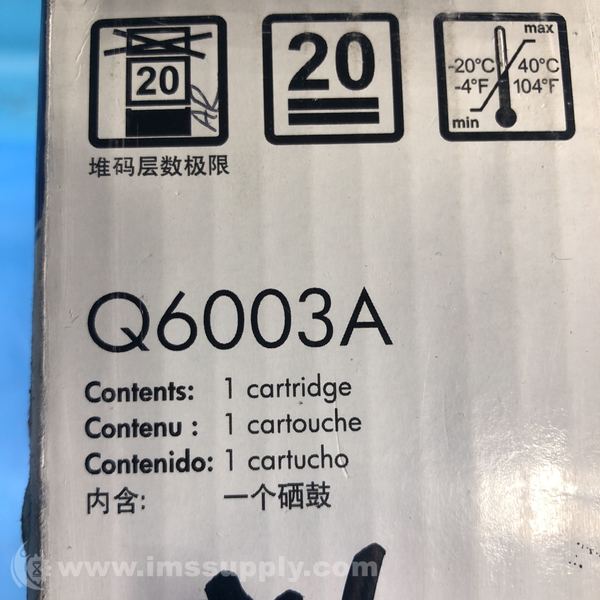 20
AR
20
max
-20°C 40°C
-4°F 104°F
min
堆码层数极限
Q6003A
Contents: 1 cartridge
Contenu : 1 cartouche
Contenido: 1 cartucho
内含: 一个硒鼓
www.imssupply.com